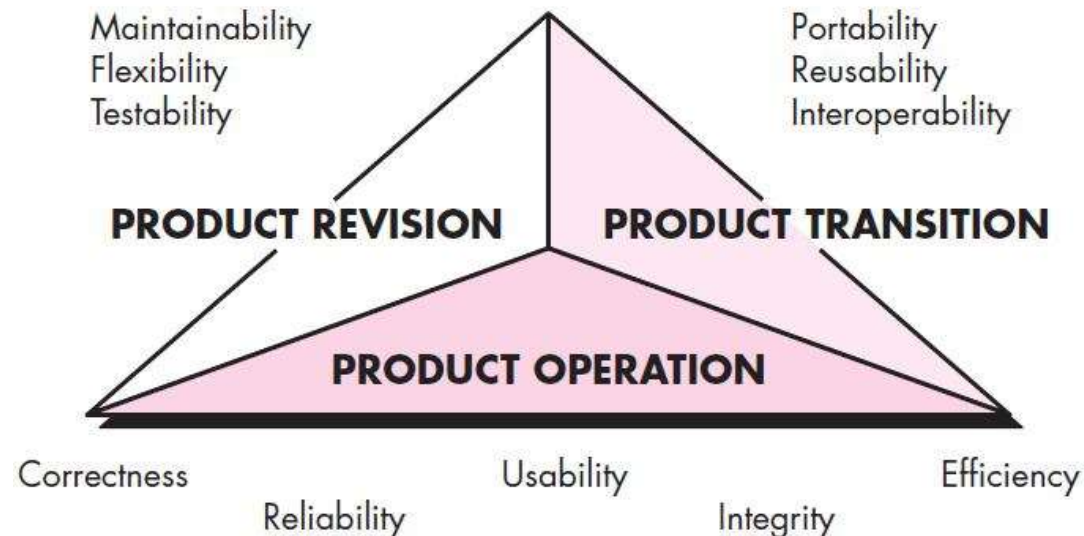 Maintainability
Flexibility
Testability
Portability
Reusability
Interoperability
PRODUCT REVISION
PRODUCT TRANSITION
PRODUCT OPERATION
Correctness
Usability
Efficiency
Reliability
Integrity